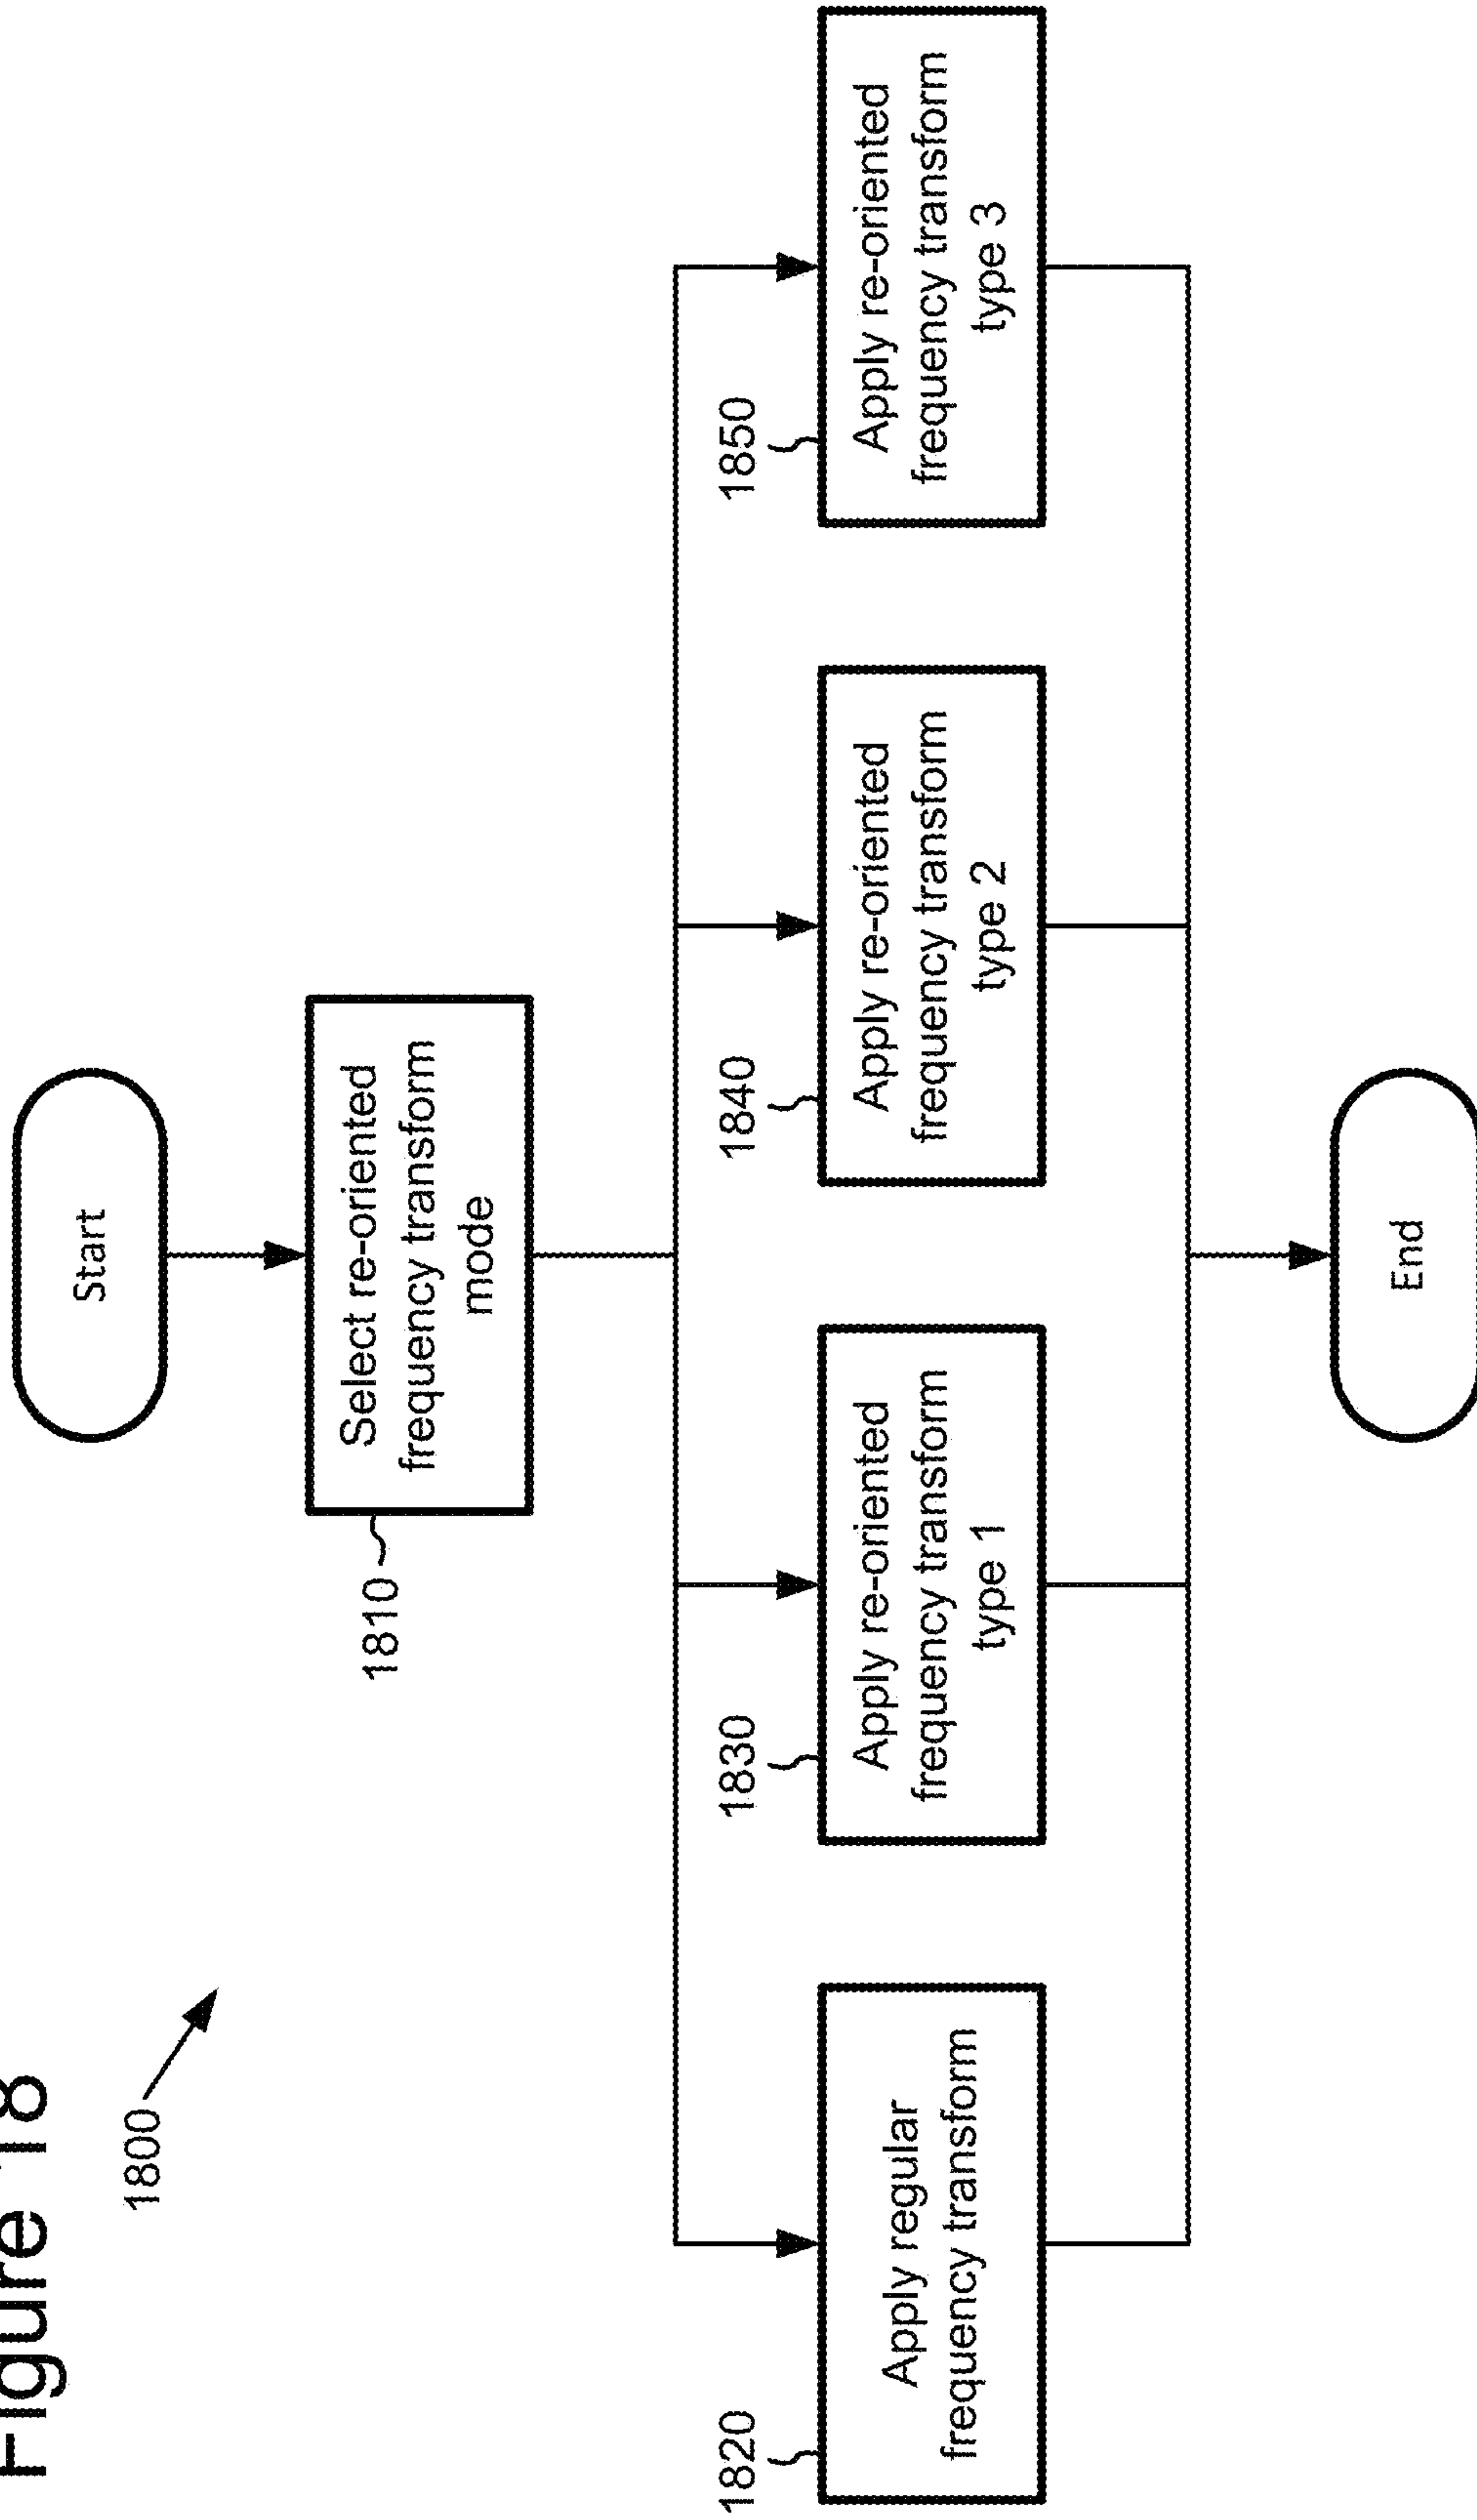 Figure 18
1800
Start
1810
Select re-oriented
frequency transform
mode
1820
Apply regular
frequency transform
1830
Apply re-oriented
frequency transform
type 1
1840
Apply re-oriented
frequency transform
type 2
1850
Apply re-oriented
frequency transform
type 3
End